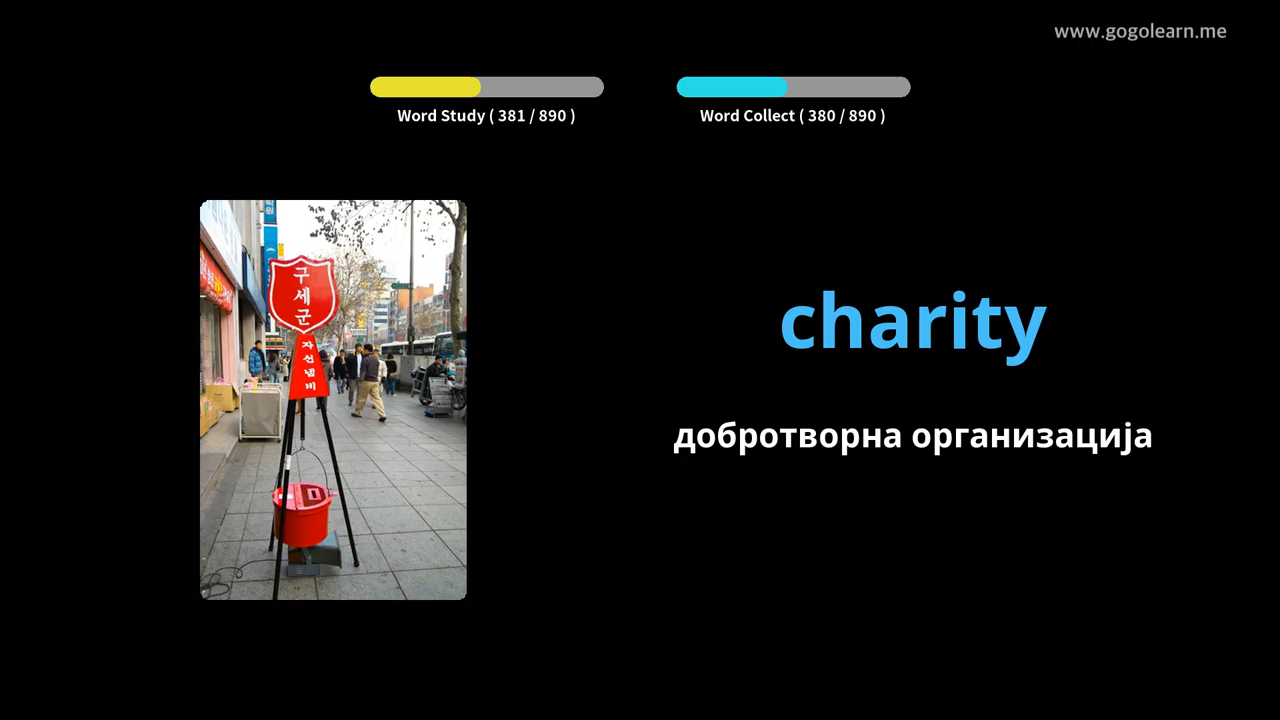 www.gogolearn.me
Word Study ( 381 / 890 )
Word Collect ( 380 / 890 )
구
세
군
자
선
냄
비
charity
добротворна организација